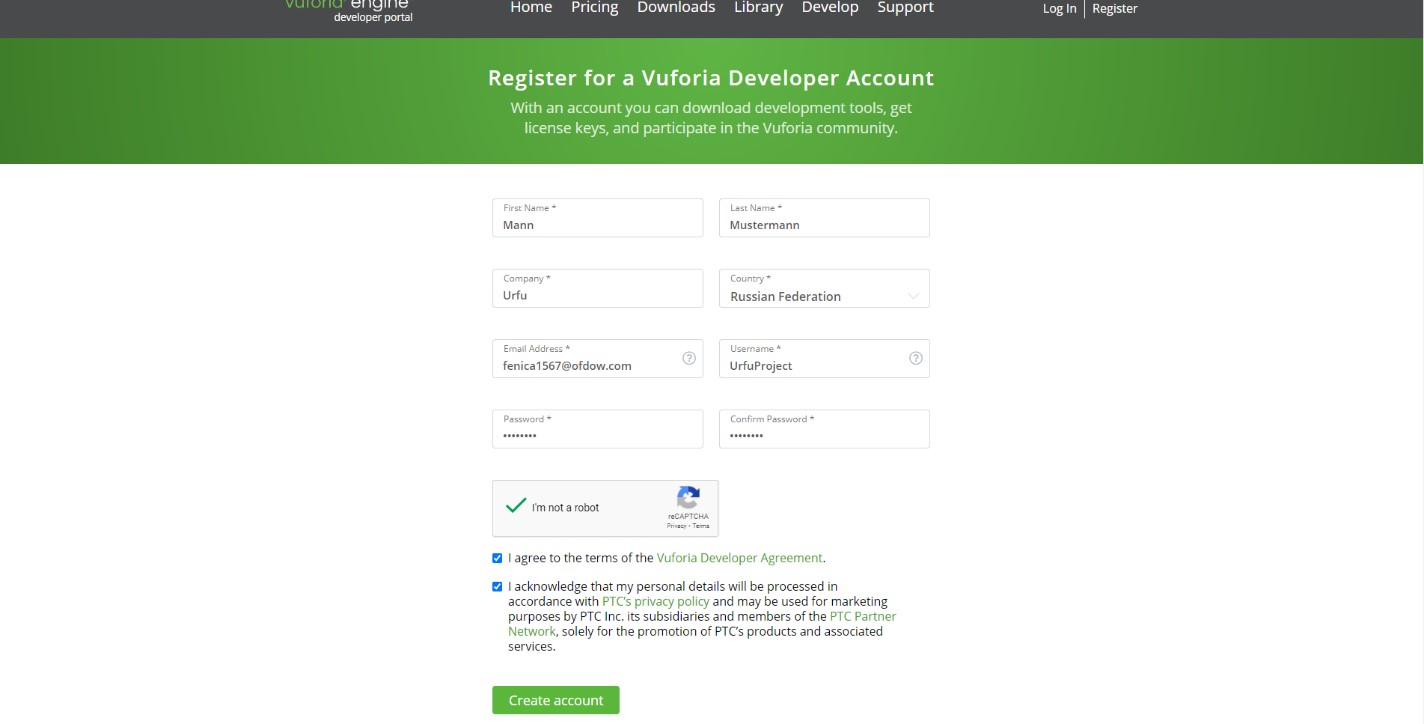 vuforia engine
developer portal
Home Pricing Downloads Library Develop Support
Log In Register
Register for a Vuforia Developer Account
With an account you can download development tools, get
license keys, and participate in the Vuforia community.
First Name * Last Name *
Mann Mustermann
Company * Country *
Urfu Russian Federation
Email Address * Username *
fenica1567@ofdow.com UrfuProject
Password * Confirm Password *
•••••••• ••••••••
I'm not a robot
reCAPTCHA
Privacy - Terms
I agree to the terms of the Vuforia Developer Agreement.
I acknowledge that my personal details will be processed in
accordance with PTC's privacy policy and may be used for marketing
purposes by PTC Inc. its subsidiaries and members of the PTC Partner
Network, solely for the promotion of PTC's products and associated
services.
Create account